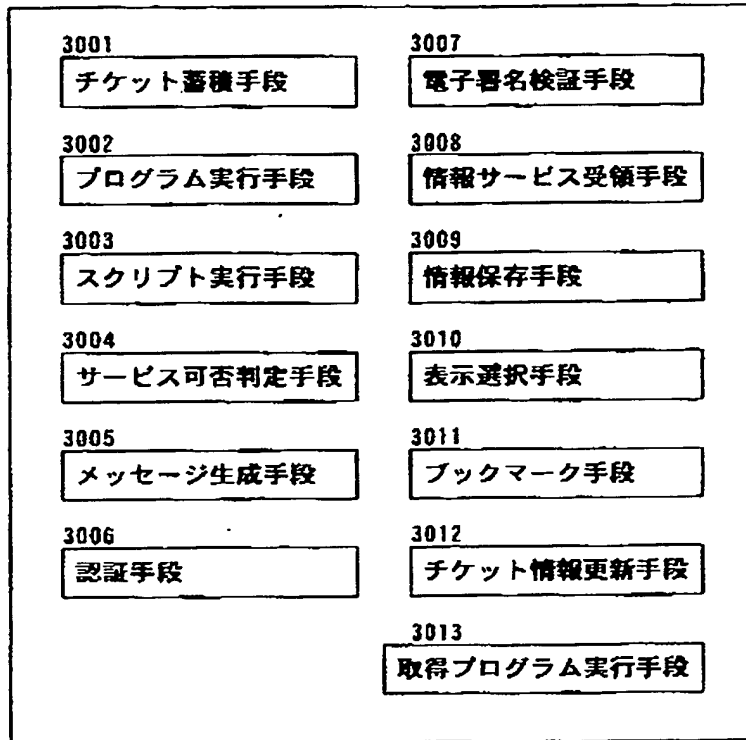 3001
チケット蓄積手段
3002
プログラム実行手段
3003
スクリプト実行手段
3004
サービス可否判定手段
3005
メッセージ生成手段
3006
認証手段
3007
電子署名検証手段
3008
情報サービス受領手段
3009
情報保存手段
3010
表示選択手段
3011
ブックマーク手段
3012
チケット情報更新手段
3013
取得プログラム実行手段